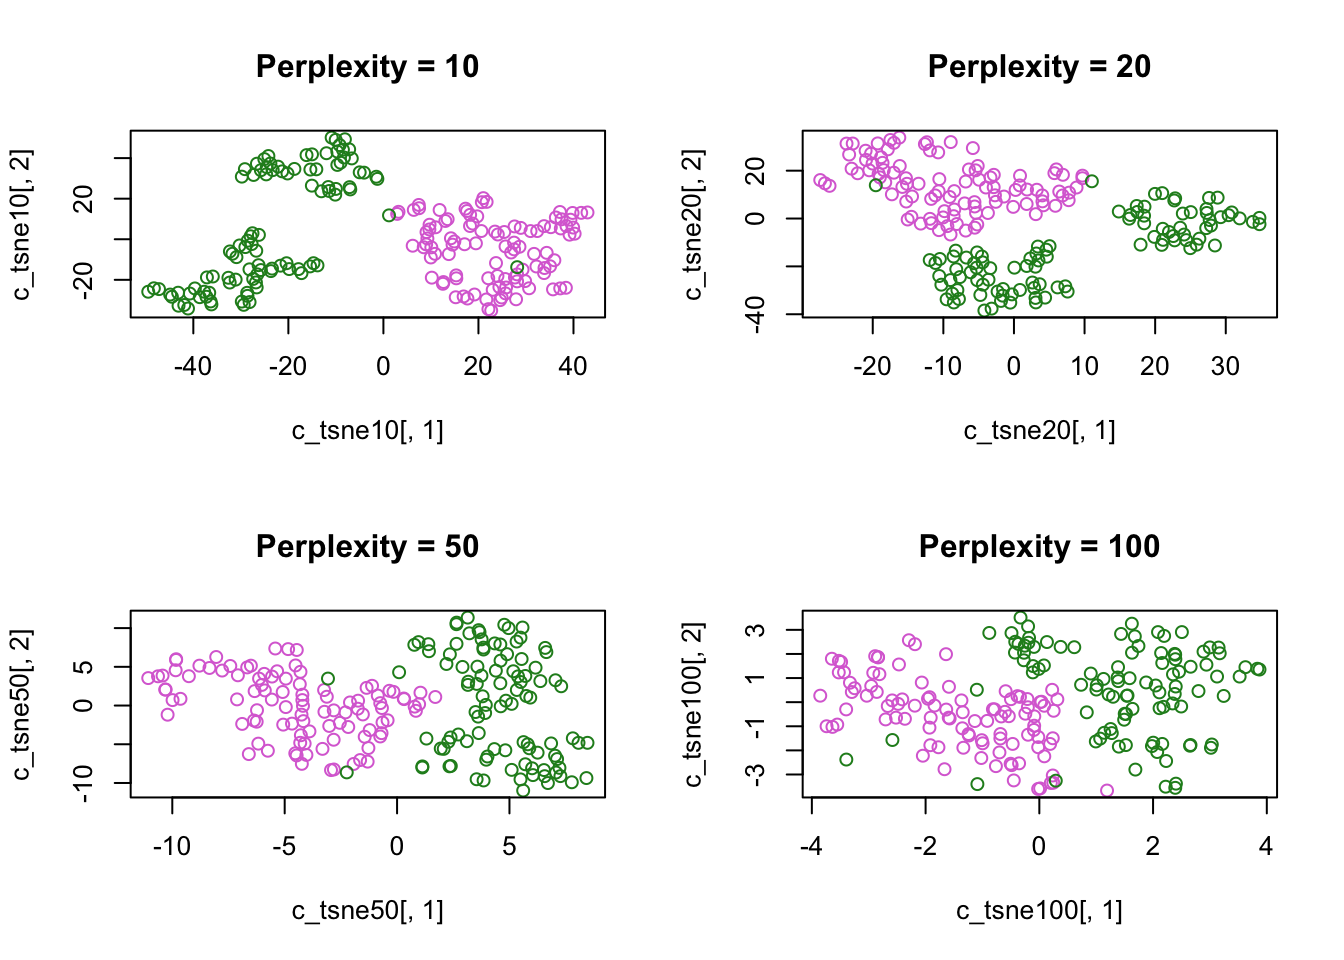 Perplexity = 10
c_tsne10[, 2]
20
-20
-40 -20 0 20 40
c_tsne10[, 1]
Perplexity = 20
c_tsne20[, 2]
20
0
-40
-20 -10 0 10 20 30
c_tsne20[, 1]
Perplexity = 50
c_tsne50[, 2]
5
0
-10
-10 -5 0 5
c_tsne50[, 1]
Perplexity = 100
c_tsne100[, 2]
3
1
-1
-3
-4 -2 0 2 4
c_tsne100[, 1]